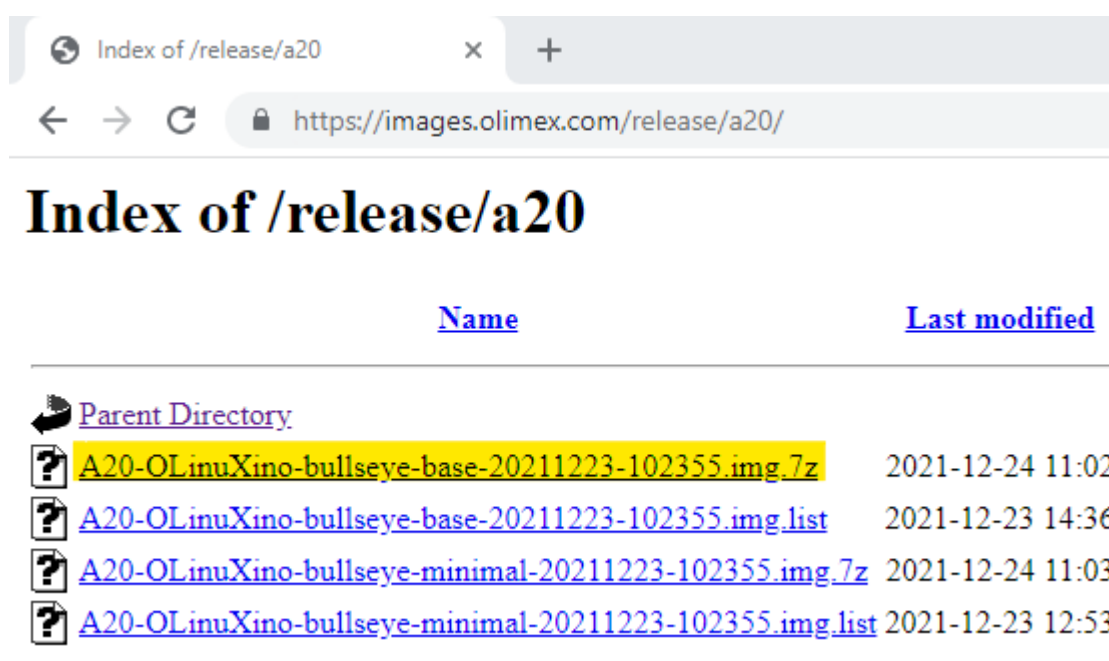 Index of /release/a20
https://images.olimex.com/release/a20/
Index of /release/a20
Name Last modified
Parent Directory
A20-OLinuXino-bullseye-base-20211223-102355.img.7z 2021-12-24 11:02
A20-OLinuXino-bullseye-base-20211223-102355.img.list 2021-12-23 14:36
A20-OLinuXino-bullseye-minimal-20211223-102355.img.7z 2021-12-24 11:03
A20-OLinuXino-bullseye-minimal-20211223-102355.img.list 2021-12-23 12:53